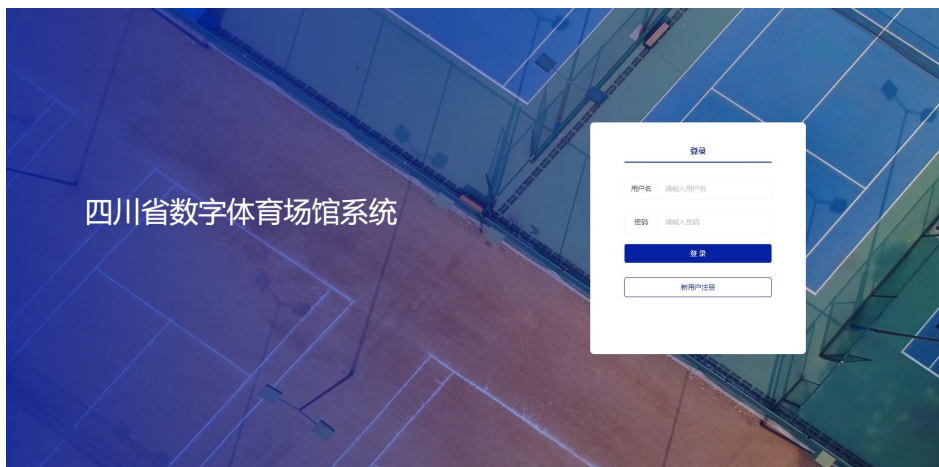 四川省数字体育场馆系统
登录
用户名 请输入用户名
密码 请输入密码
登 录
新用户注册